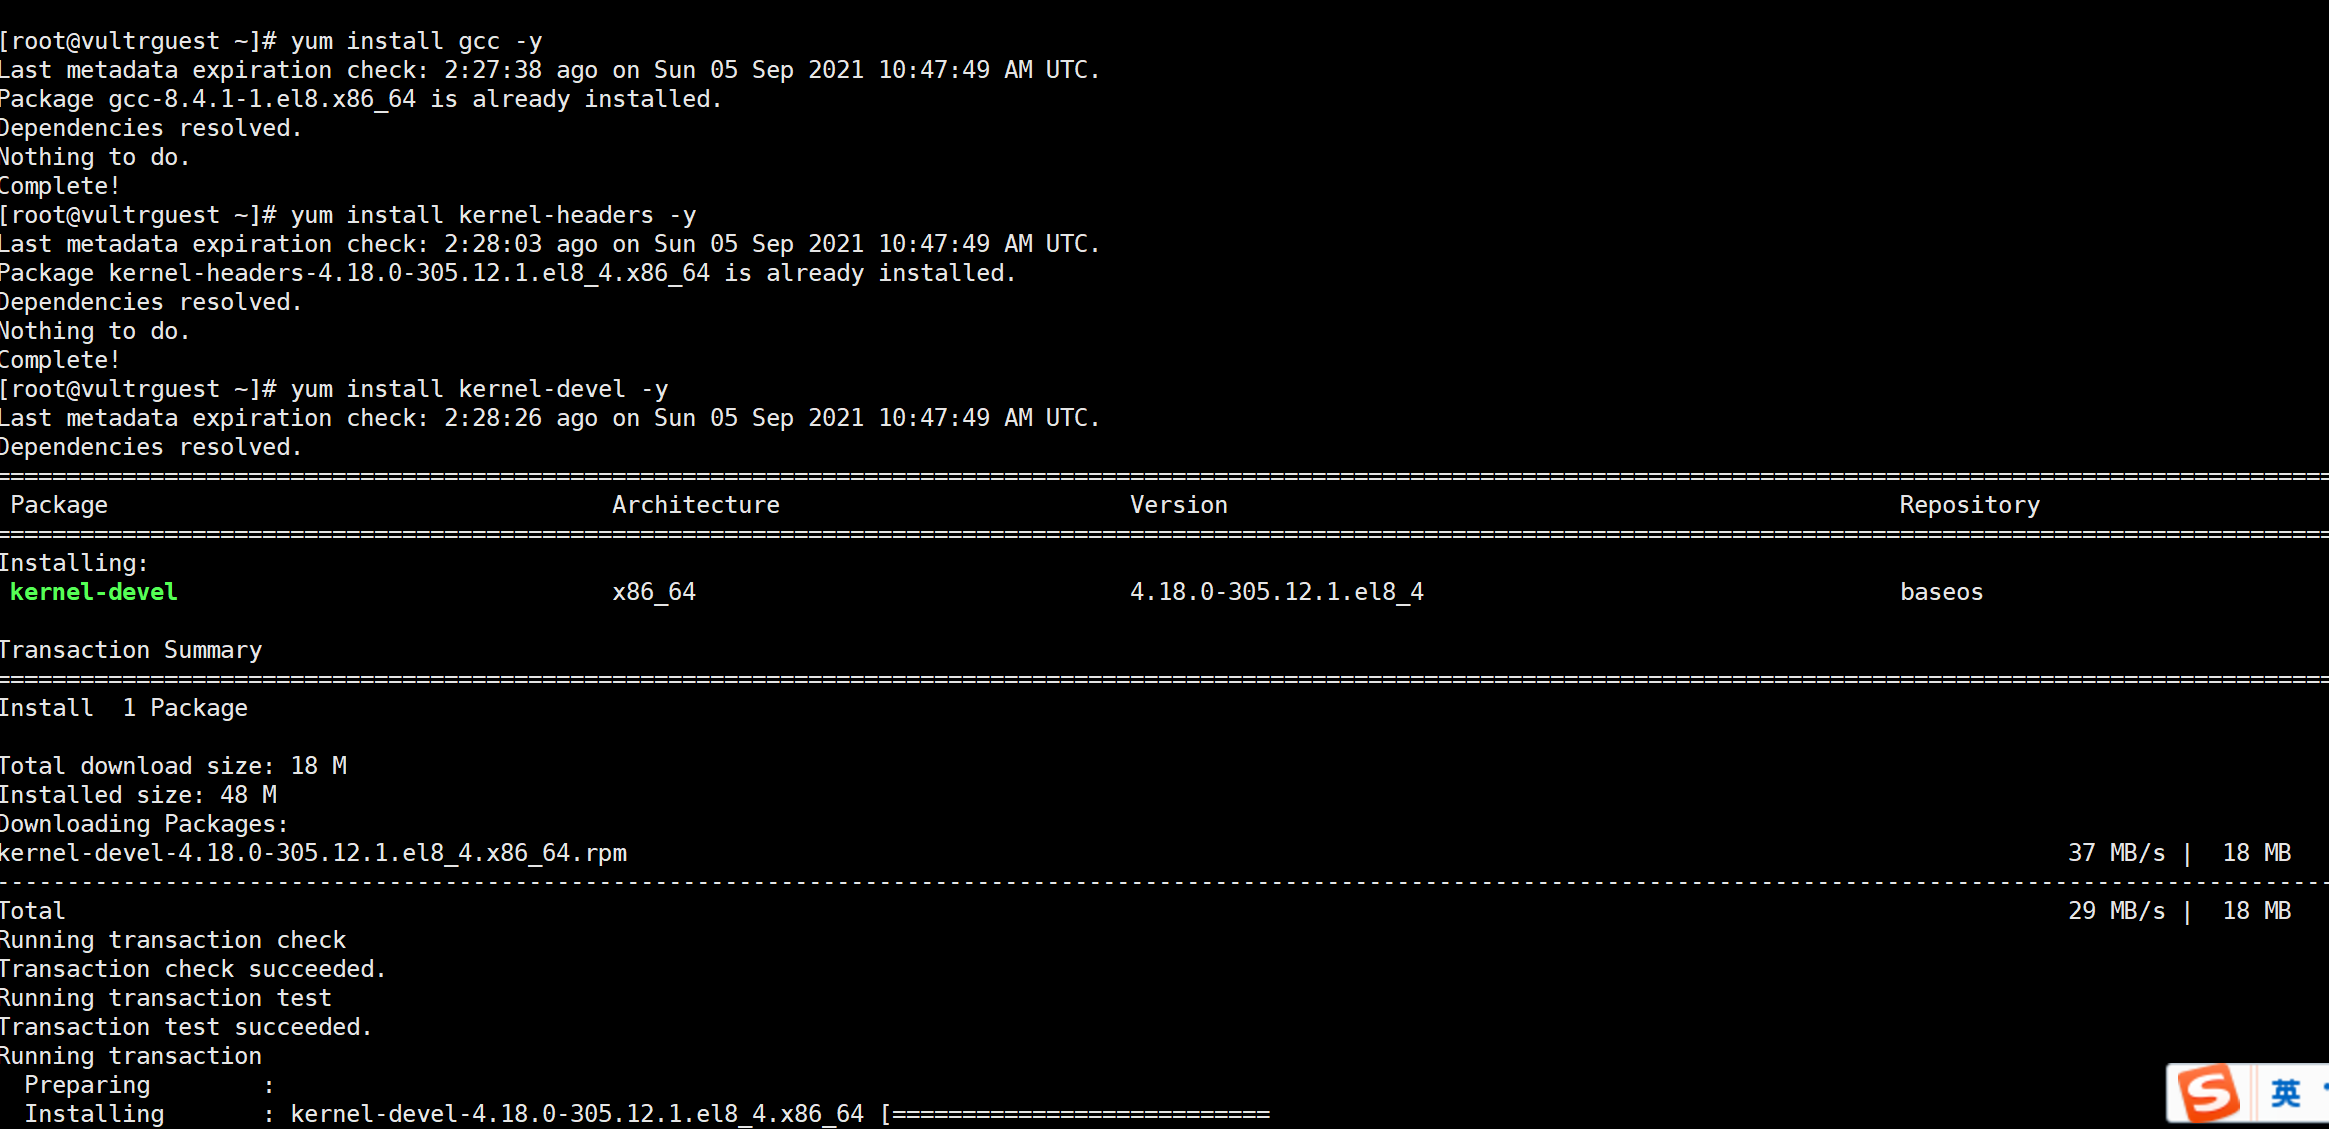 [root@vultrguest ~]# yum install gcc -y
Last metadata expiration check: 2:27:38 ago on Sun 05 Sep 2021 10:47:49 AM UTC.
Package gcc-8.4.1-1.el8.x86_64 is already installed.
Dependencies resolved.
Nothing to do.
Complete!
[root@vultrguest ~]# yum install kernel-headers -y
Last metadata expiration check: 2:28:03 ago on Sun 05 Sep 2021 10:47:49 AM UTC.
Package kernel-headers-4.18.0-305.12.1.el8_4.x86_64 is already installed.
Dependencies resolved.
Nothing to do.
Complete!
[root@vultrguest ~]# yum install kernel-devel -y
Last metadata expiration check: 2:28:26 ago on Sun 05 Sep 2021 10:47:49 AM UTC.
Dependencies resolved.
Package Architecture Version Repository
Installing:
kernel-devel x86_64 4.18.0-305.12.1.el8_4 baseos
Transaction Summary
Install  1 Package
Total download size: 18 M
Installed size: 48 M
Downloading Packages:
kernel-devel-4.18.0-305.12.1.el8_4.x86_64.rpm 37 MB/s |  18 MB
Total 29 MB/s |  18 MB
Running transaction check
Transaction check succeeded.
Running transaction test
Transaction test succeeded.
Running transaction
Preparing        :
Installing       : kernel-devel-4.18.0-305.12.1.el8_4.x86_64 [===========================
S 英